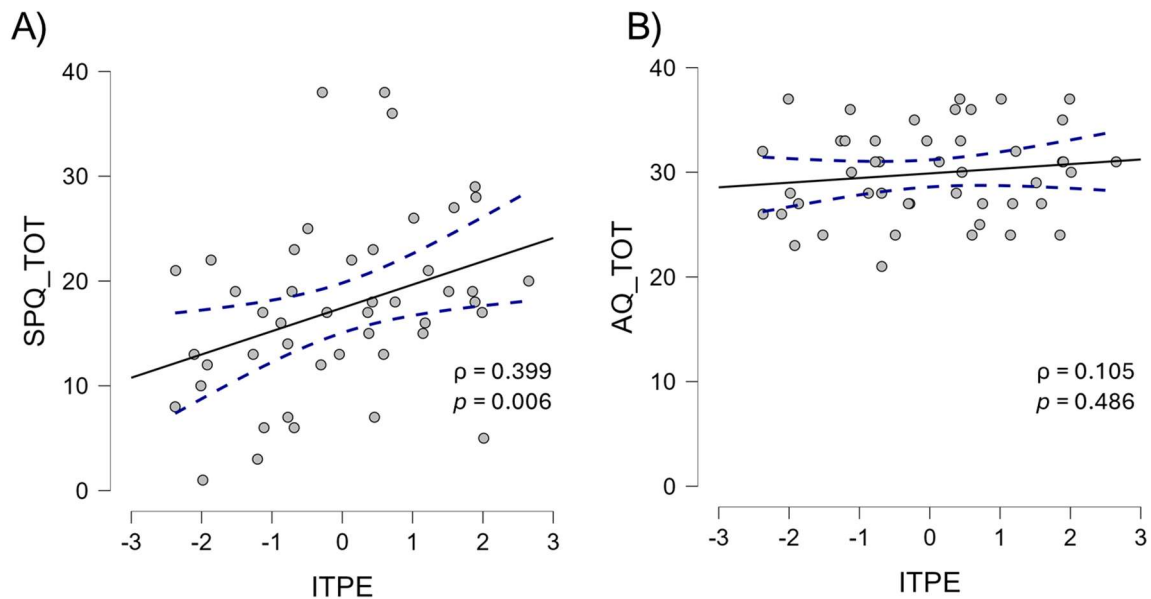 A)
40
30
20
10
0
SPQ_TOT
ρ = 0.399
p = 0.006
-3 -2 -1 0 1 2 3
ITPE
B)
40
30
20
10
0
AQ_TOT
ρ = 0.105
p = 0.486
-3 -2 -1 0 1 2 3
ITPE